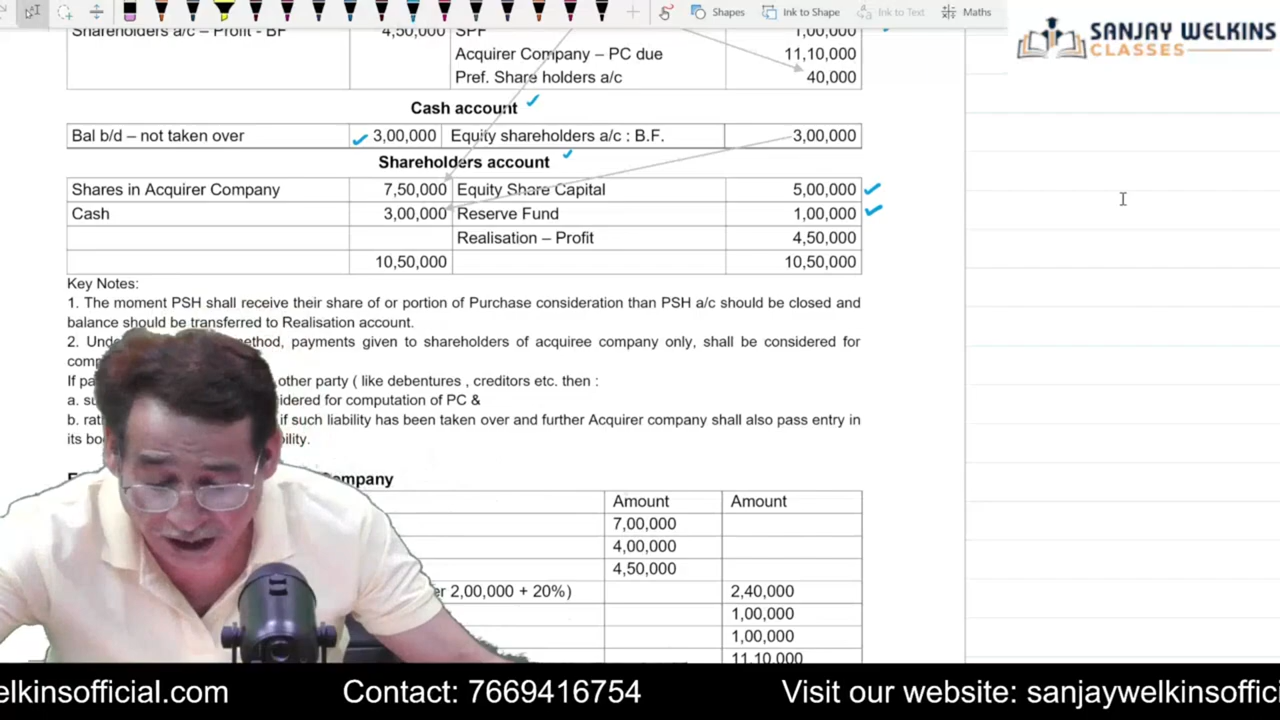 Shapes Ink to Shape Ink to Text Maths
SANJAY WELKINS
CLASSES
Shareholders a/c – Profit - BF 4,50,000 SPF 1,00,000
Acquirer Company – PC due 11,10,000
Pref. Share holders a/c 40,000
Cash account
Bal b/d – not taken over 3,00,000 Equity shareholders a/c : B.F. 3,00,000
Shareholders account
Shares in Acquirer Company 7,50,000 Equity Share Capital 5,00,000
Cash 3,00,000 Reserve Fund 1,00,000
Realisation – Profit 4,50,000
10,50,000 10,50,000
Key Notes:
1. The moment PSH shall receive their share of or portion of Purchase consideration than PSH a/c should be closed and
balance should be transferred to Realisation account.
2. ethod, payments given to shareholders of acquiree company only, shall be considered for
If other party ( like debentures , creditors etc. then :
a. idered for computation of PC &
b. if such liability has been taken over and further Acquirer company shall also pass entry in
its bility.
ompany
Amount Amount
7,00,000
4,00,000
4,50,000
er 2,00,000 + 20%) 2,40,000
1,00,000
1,00,000
11,10,000
elkinsofficial.com Contact: 7669416754 Visit our website: sanjaywelkinsoffici